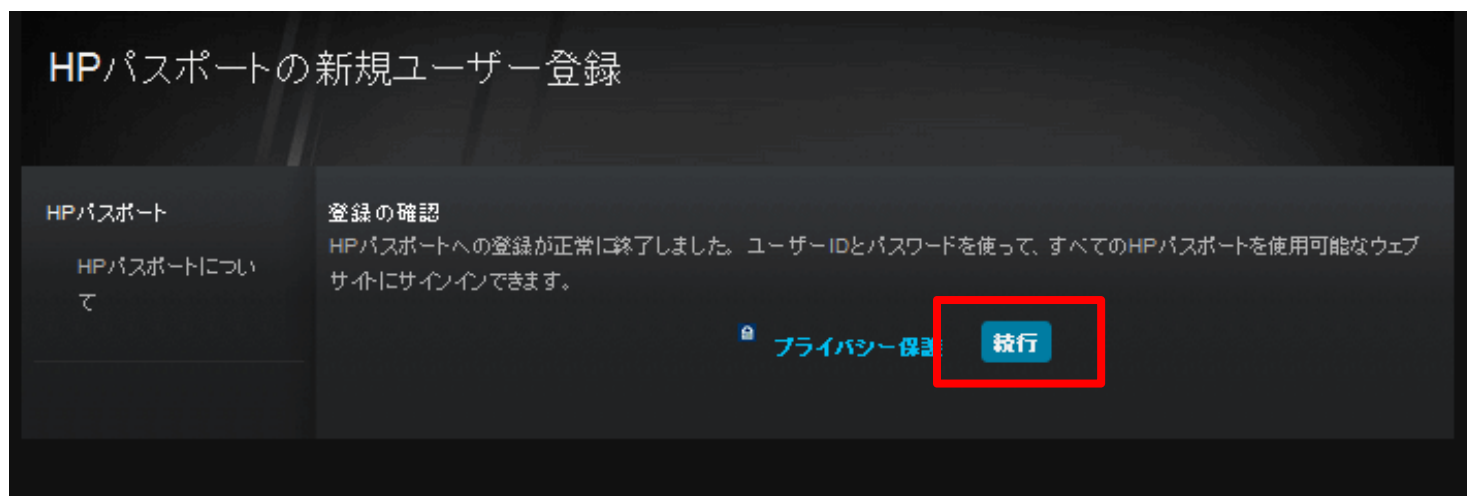 HPパスポートの新規ユーザー登録
HPパスポート
HPパスポートについ
て
登録の確認
HPパスポートへの登録が正常に終了しました。ユーザーIDとパスワードを使って、すべてのHPパスポートを使用可能なウェブ
サイトにサインインできます。
プライバシー保護
続行